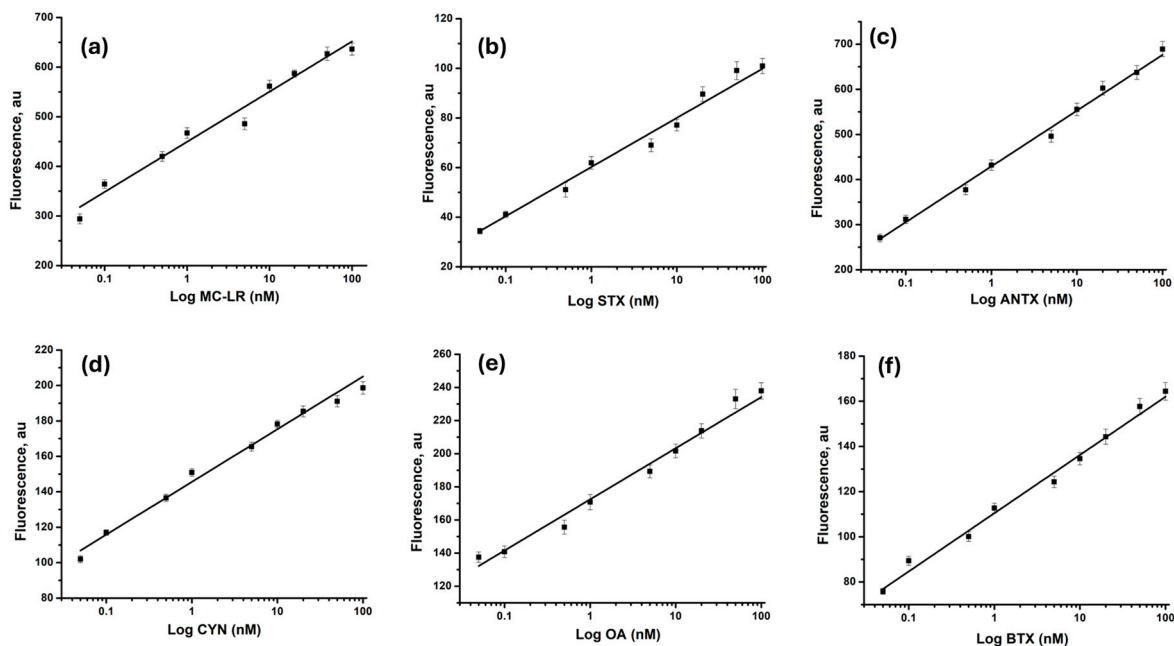 (a)
700
600
500
400
300
200
Fluorescence, au
0.1 1 10 100
Log MC-LR (nM)
(b)
120
100
80
60
40
20
Fluorescence, au
0.1 1 10 100
Log STX (nM)
(c)
700
600
500
400
300
200
Fluorescence, au
0.1 1 10 100
Log ANTX (nM)
(d)
220
200
180
160
140
120
100
80
Fluorescence, au
0.1 1 10 100
Log CYN (nM)
(e)
260
240
220
200
180
160
140
120
Fluorescence, au
0.1 1 10 100
Log OA (nM)
(f)
180
160
140
120
100
80
Fluorescence, au
0.1 1 10 100
Log BTX (nM)